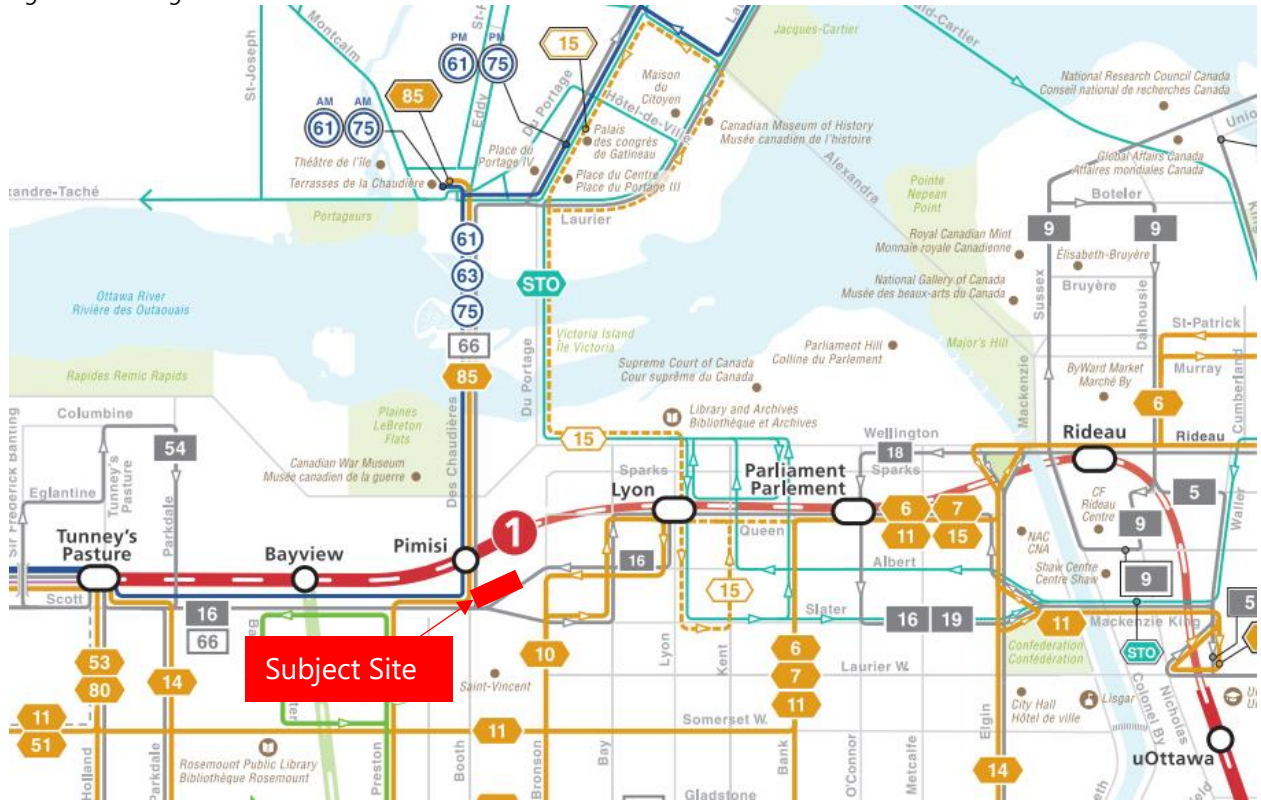 Montcalm
St-Joseph
PM
PM
61
75
15
AM
AM
61
75
85
Eddy
Du Portage
Hôtel-de-Ville
Maison
du
Citoyen
Jacques-Cartier
National Research Council Canada
Conseil national de recherches Canada
Palais
des congrès
de Gatineau
Canadian Museum of History
Musée canadien de l'histoire
Théâtre de l'Île
Place du
Portage IV
Place du Centre
Place du Portage III
Terrasses de la Chaudière
Alexandra
Global Affairs Canada
Affaires mondiales Canada
Portageurs
Laurier
Pointe
Nepean
Point
Boteler
9
9
Royal Canadian Mint
Monnaie royale Canadienne
Élisabeth-Bruyère
61
63
75
66
85
STO
National Gallery of Canada
Musée des beaux-arts du Canada
Sussex
Bruyère
Dalhousie
Ottawa River
Rivière des Outaouais
Victoria Island
Île Victoria
Du Portage
Parliament Hill
Colline du Parlement
Major's Hill
St-Patrick
Murray
Supreme Court of Canada
Cour suprême du Canada
ByWard Market
Marché By
Mackenzie
Cumberland
6
Rapides Remic Rapids
Columbine
54
Plaines
LeBreton
Flats
Library and Archives
Bibliothèque et Archives
15
Wellington
18
Sparks
Sparks
Rideau
Rideau
Canadian War Museum
Musée canadien de la guerre
Des Chaudières
Sir Frederick Banting
Eglantine
Tunney's
Pasture
Parkdale
Lyon
Parliament
Parlement
6
7
11
15
CF
Rideau
Centre
5
9
Waller
Tunney's
Pasture
Bayview
Pimisi
1
Queen
NAC
CNA
16
Albert
Shaw Centre
Centre Shaw
9
5
Scott
16
66
15
Slater
16
19
11
Mackenzie King
STO
Subject Site
53
80
14
10
Lyon
Kent
6
7
11
Confederation
Confédération
Laurier W.
Saint-Vincent
City Hall
Hôtel de ville
Lisgar
Colonel By
Nicholas
11
51
11
Somerset W.
Elgin
uOttawa
Rosemount Public Library
Bibliothèque Rosemount
Holland
Parkdale
Preston
Booth
Bronson
Bay
Bank
O'Connor
Metcalfe
14
Gladstone